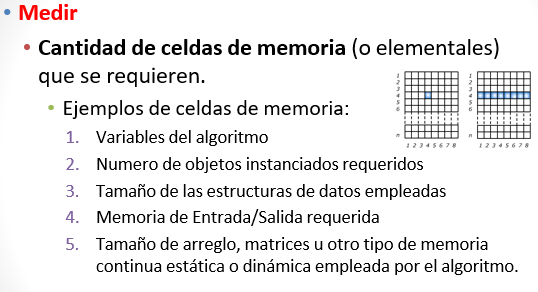 • Medir
• Cantidad de celdas de memoria (o elementales)
que se requieren.
• Ejemplos de celdas de memoria:
1. Variables del algoritmo
2. Numero de objetos instanciados requeridos
3. Tamaño de las estructuras de datos empleadas
4. Memoria de Entrada/Salida requerida
5. Tamaño de arreglo, matrices u otro tipo de memoria
continua estática o dinámica empleada por el algoritmo.
1
2
3
4
5
6
n
1 2 3 4 5 6 7 8
1
2
3
4
5
6
n
1 2 3 4 5 6 7 8